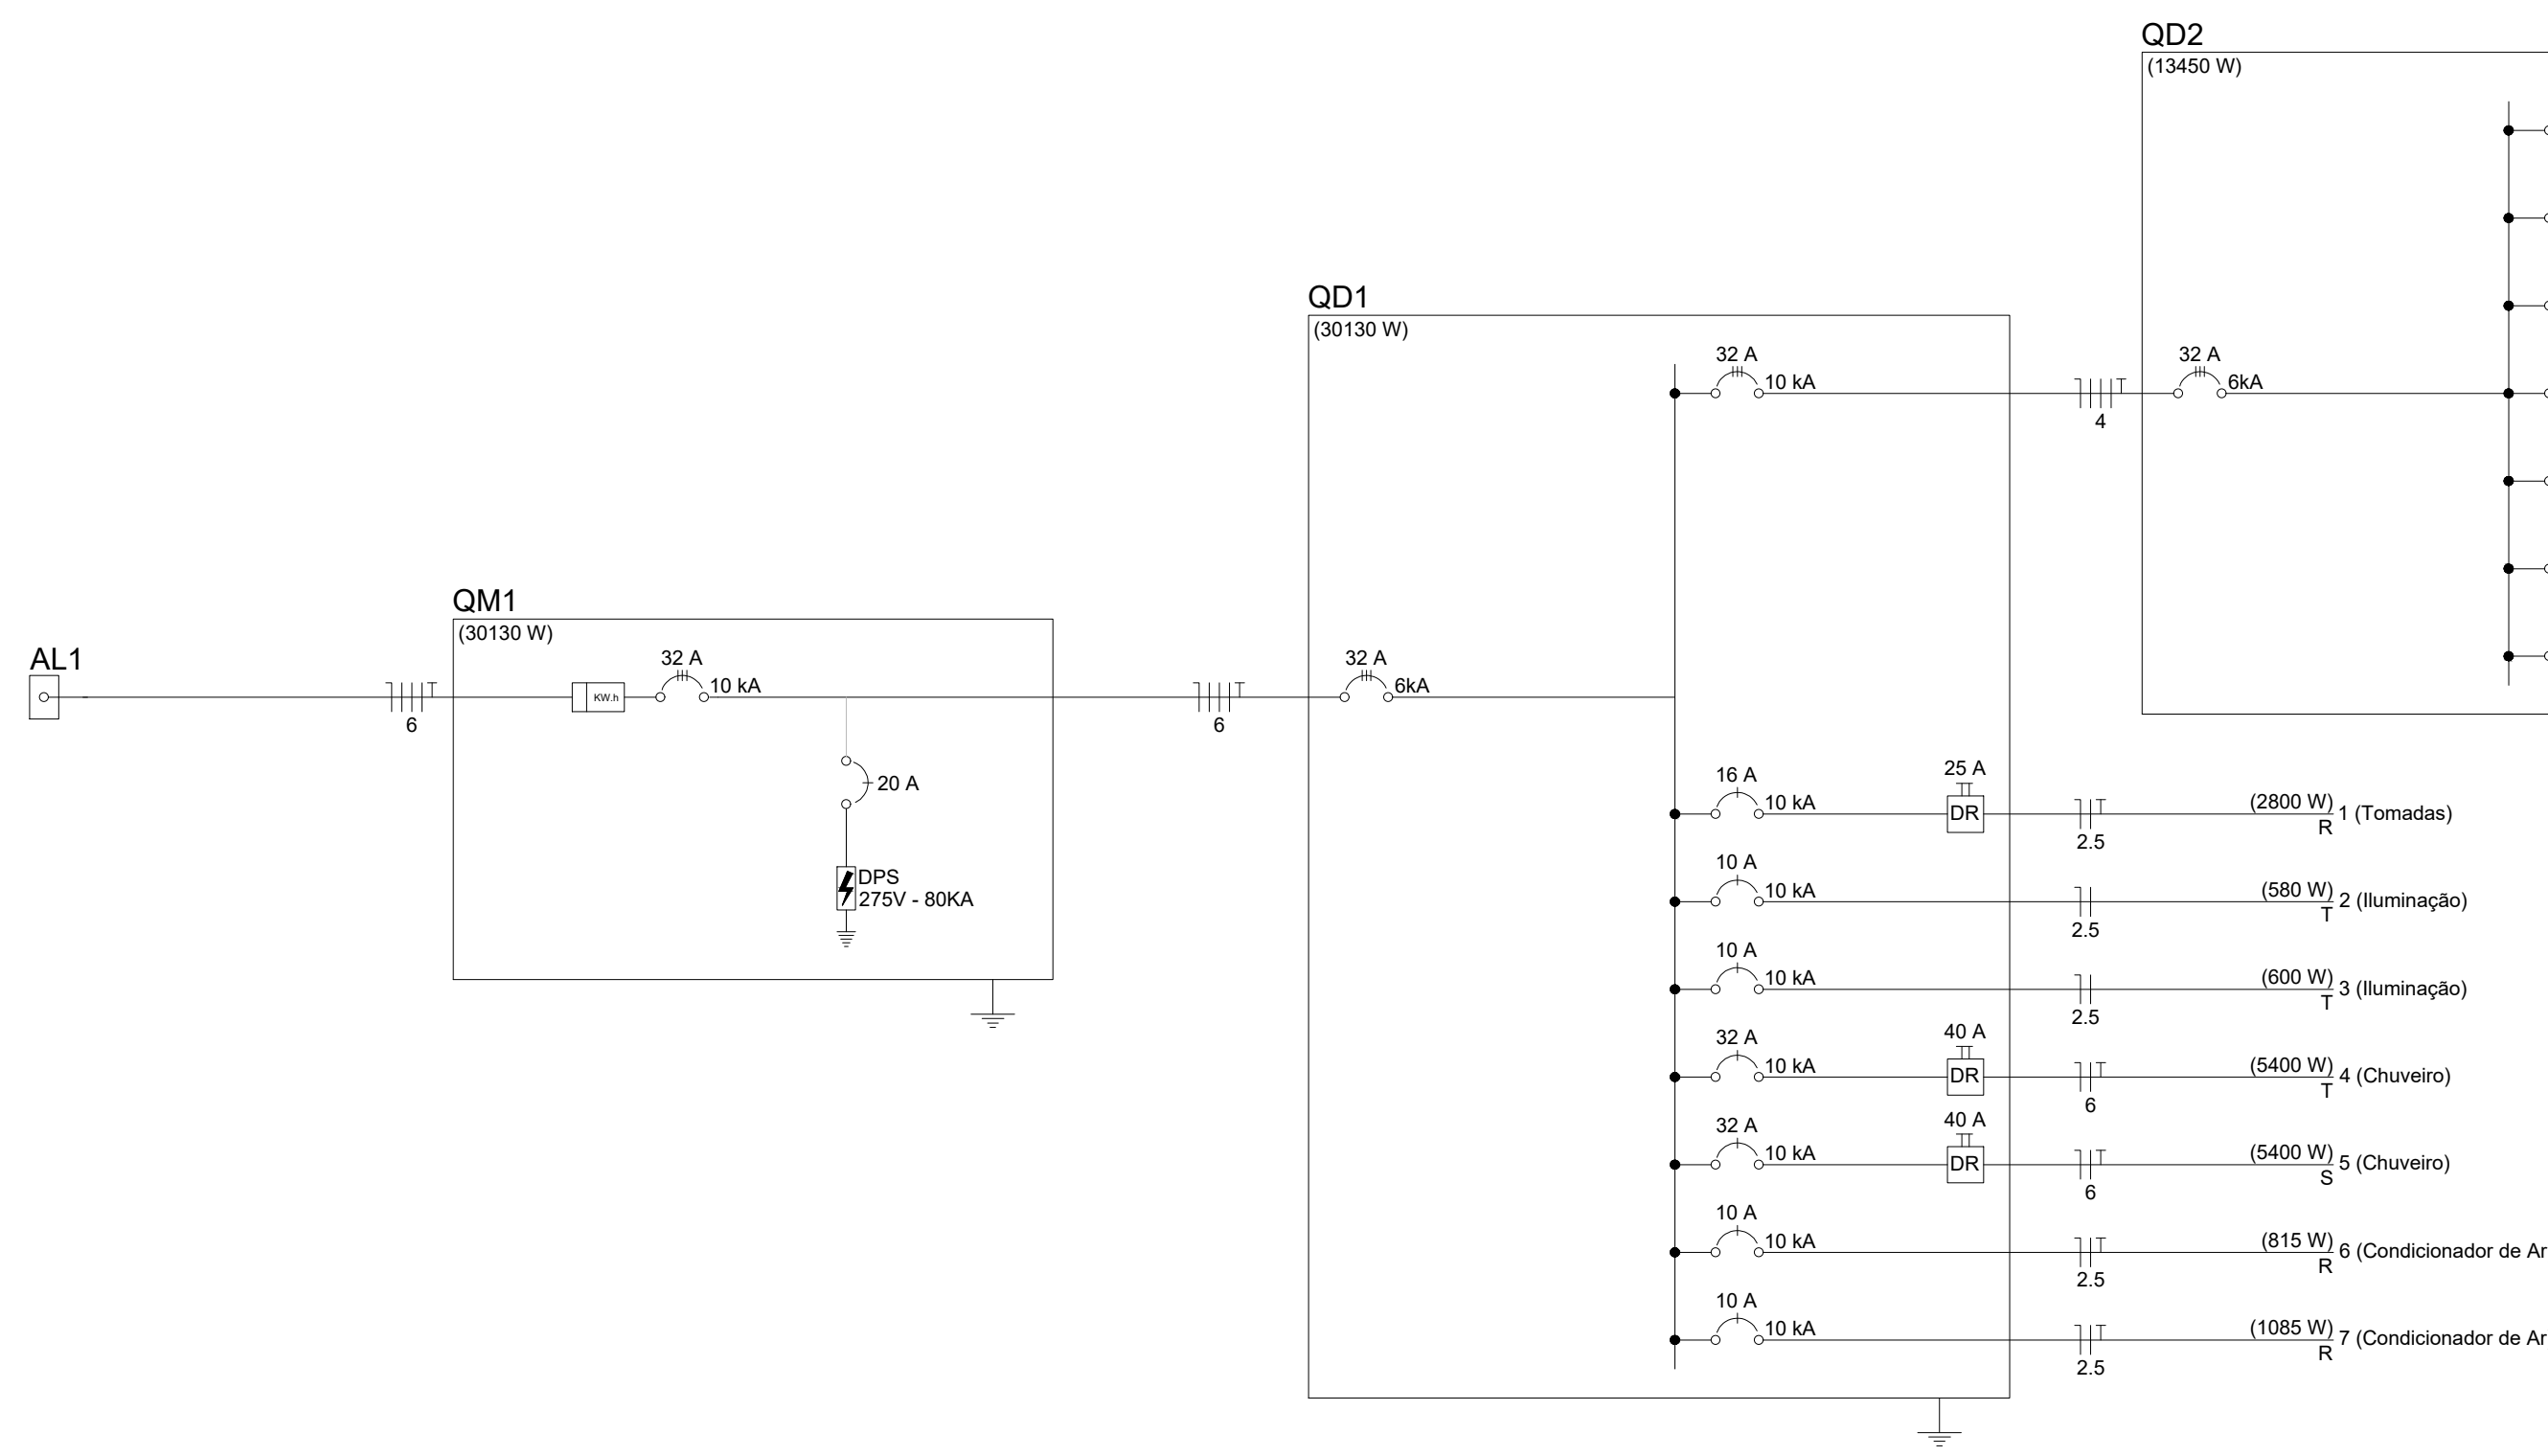 QD2
(13450 W)
QD1
(30130 W)
32 A
10 kA
4
32 A
6kA
QM1
(30130 W)
AL1
6
KW.h
32 A
10 kA
6
32 A
6kA
20 A
DPS
275V - 80KA
16 A
10 kA
25 A
DR
2.5
(2800 W)
R
1 (Tomadas)
10 A
10 kA
2.5
(580 W)
T
2 (Iluminação)
10 A
10 kA
2.5
(600 W)
T
3 (Iluminação)
32 A
10 kA
40 A
DR
6
(5400 W)
T
4 (Chuveiro)
32 A
10 kA
40 A
DR
6
(5400 W)
S
5 (Chuveiro)
10 A
10 kA
2.5
(815 W)
R
6 (Condicionador de Ar
10 A
10 kA
2.5
(1085 W)
R
7 (Condicionador de Ar